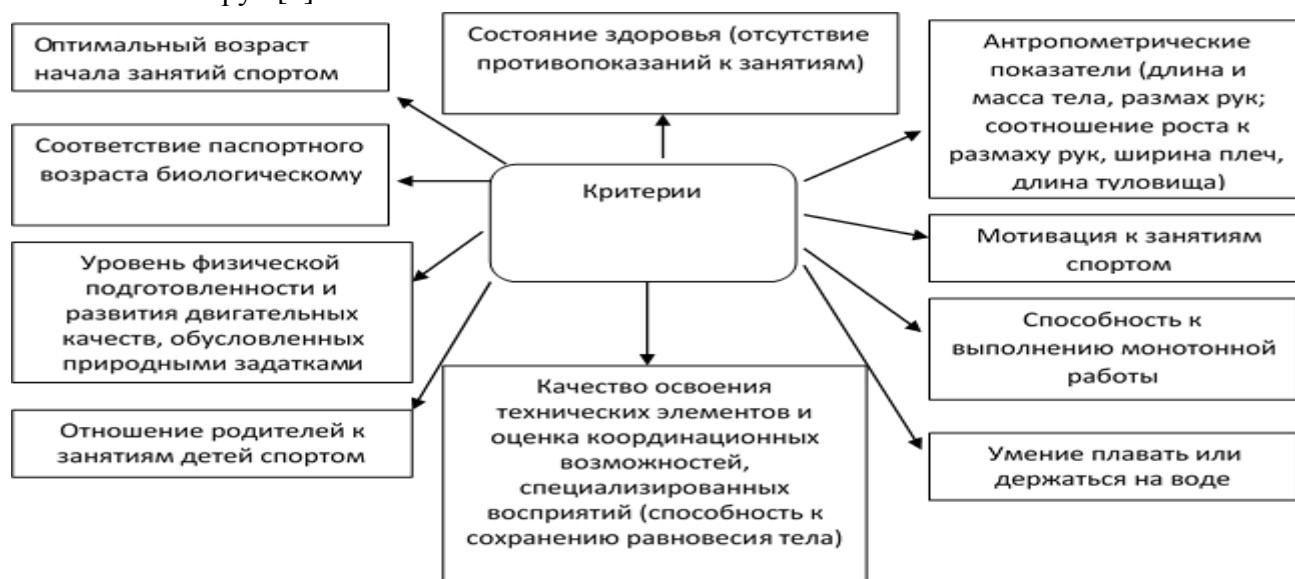 Оптимальный возраст
начала занятий спортом
Соответствие паспортного
возраста биологическому
Уровень физической
подготовленности и
развития двигательных
качеств, обусловленных
природными задатками
Отношение родителей к
занятиям детей спортом
Состояние здоровья (отсутствие
противопоказаний к занятиям)
Критерии
Качество освоения
технических элементов и
оценка координационных
возможностей,
специализированных
восприятий (способность к
сохранению равновесия тела)
Антропометрические
показатели (длина и
масса тела, размах рук;
соотношение роста к
размаху рук, ширина плеч,
длина туловища)
Мотивация к занятиям
спортом
Способность к
выполнению монотонной
работы
Умение плавать или
держаться на воде